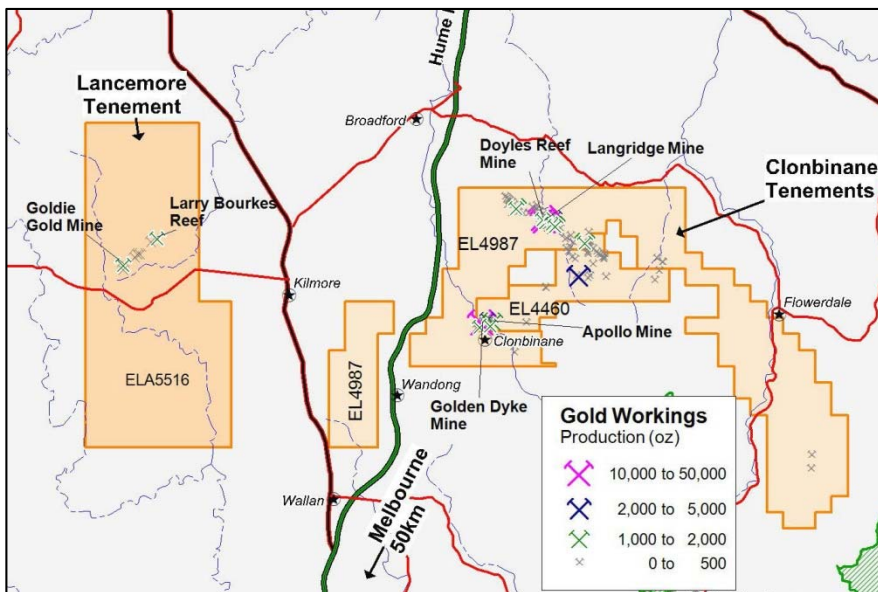 Hume
Lancemore
Tenement
Broadford
Doyles Reef
Mine
Langridge Mine
Clonbinane
Tenements
Goldie
Gold Mine
Larry Bourkes
Reef
EL4987
Kilmore
Flowerdale
EL4460
Apollo Mine
Clonbinane
ELA5516
EL4987
Wandong
Golden Dyke
Mine
Wallan
Melbourne
50km
Gold Workings
Production (oz)
10,000 to 50,000
2,000 to 5,000
1,000 to 2,000
0 to 500